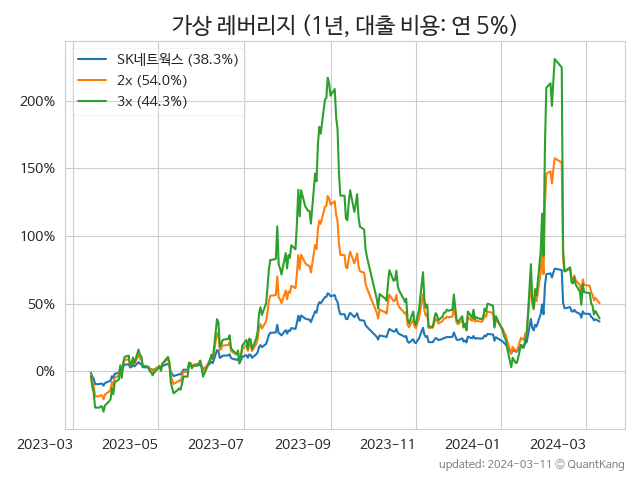 가상 레버리지 (1년, 대출 비용: 연 5%)
SK네트웍스 (38.3%)
2x (54.0%)
3x (44.3%)
200%
150%
100%
50%
0%
2023-03 2023-05 2023-07 2023-09 2023-11 2024-01 2024-03
updated: 2024-03-11 © QuantKang